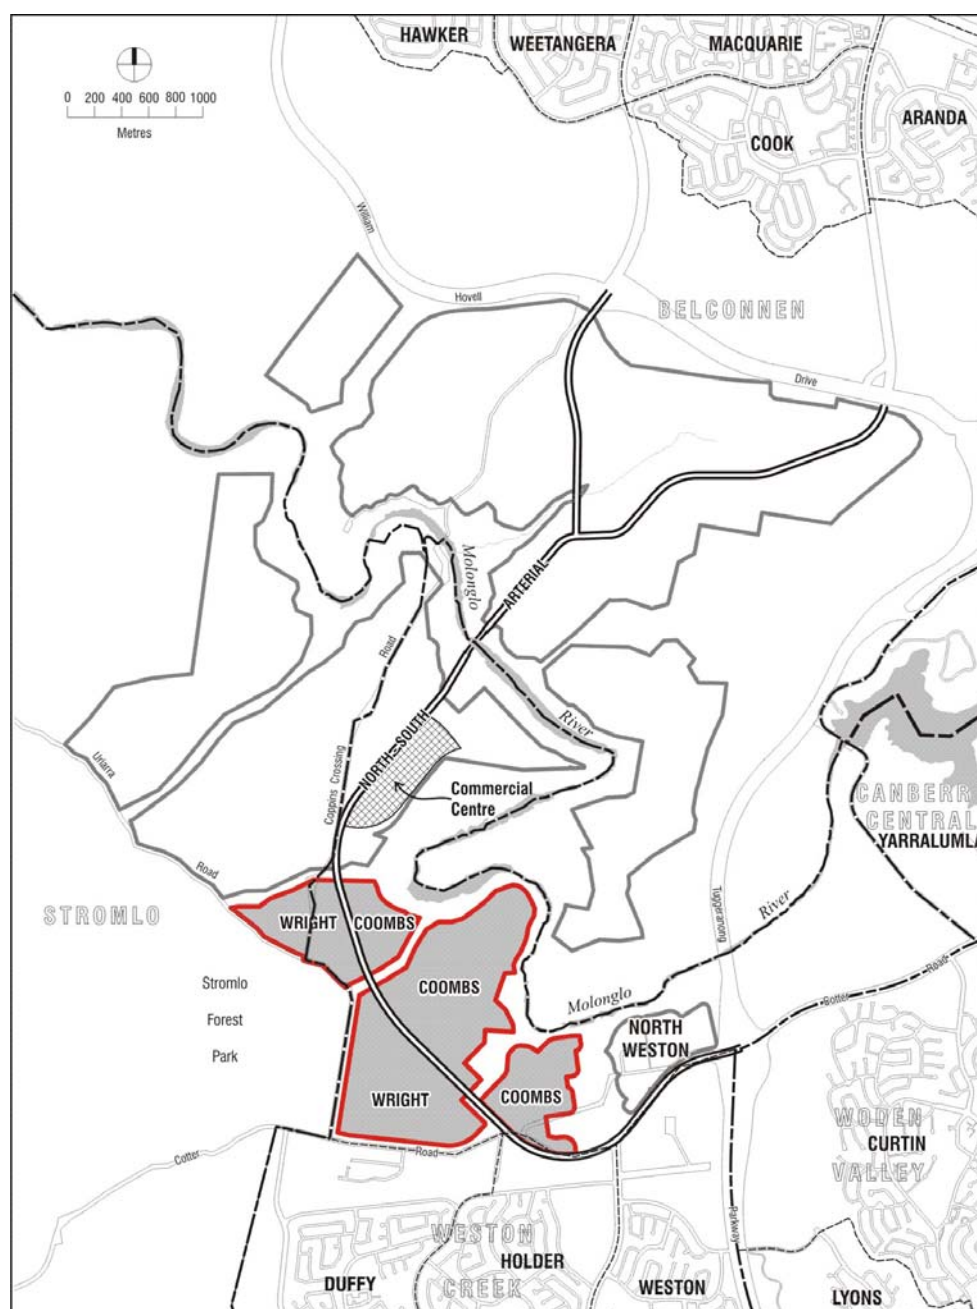 HAWKER
WEETANGERA
MACQUARIE
ARANDA
COOK
0 200 400 600 800 1000
Metres
William
Hovell
BELCONNEN
Drive
Molonglo
ARTERIAL
Road
River
NORTH - SOUTH
Uriarra
Coppins Crossing
Commercial
Centre
CANBERR
CENTRAL
YARRALUMLA
Road
STROMLO
WRIGHT
COOMBS
Tuggeranong
River
Stromlo
Forest
Park
COOMBS
Molonglo
Cotter
Road
NORTH
WESTON
WRIGHT
COOMBS
WODEN
CURTIN
VALLEY
Cotter
Road
Parkway
WESTON
HOLDER
CREEK
DUFFY
WESTON
LYONS